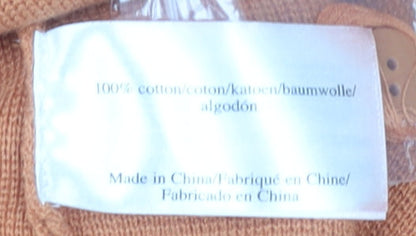 100% cotton/coton/katoen/baumwolle/
algodón
Made in China/Fabriqué en Chine/
Fabricado en China